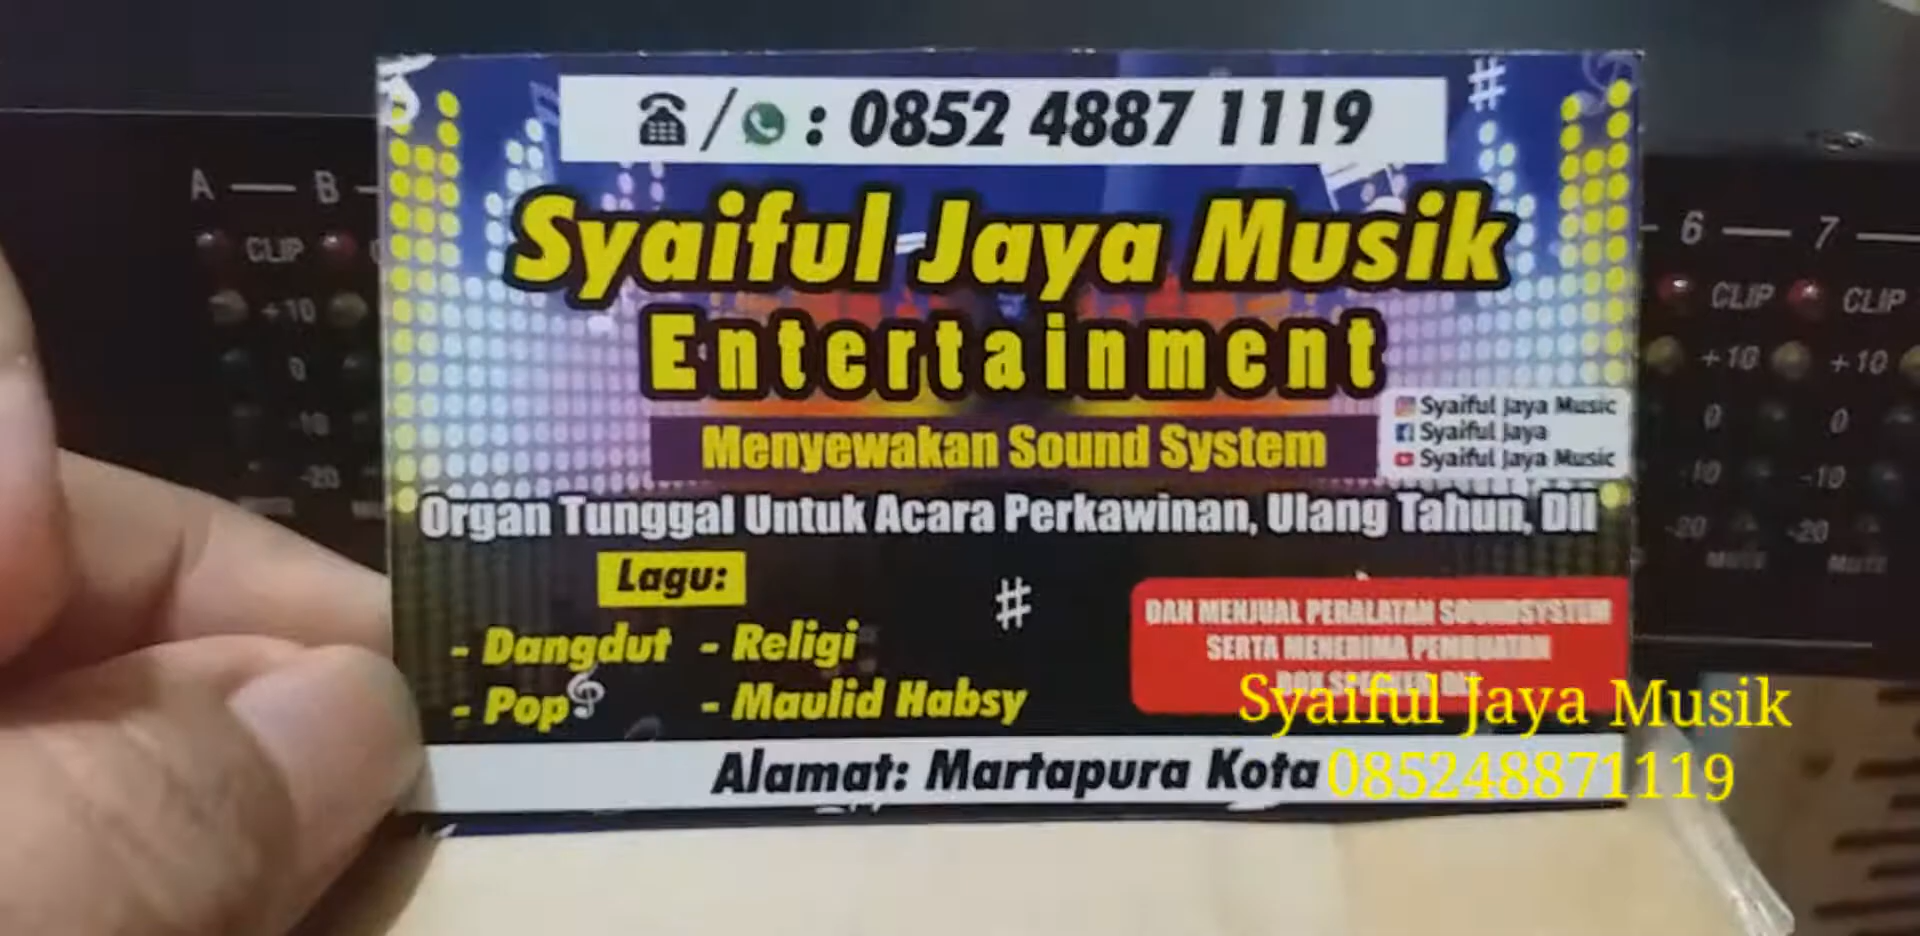 : 0852 4887 1119
Syaiful Jaya Musik
Entertainment
Menyewakan Sound System
Syaiful Jaya Music
Syaiful Jaya
Syaiful Jaya Music
Organ Tunggal Untuk Acara Perkawinan, Ulang Tahun, Dll
Lagu:
- Dangdut - Religi
- Pop - Maulid Habsy
DAN MENJUAL PERALATAN SOUNDSYSTEM
SERTA MENERIMA PEMBUATAN
Alamat: Martapura Kota
Syaiful Jaya Musik
085248871119
A — B
CLIP
+10
0
-10
-20
6 — 7
CLIP CLIP
+10 +10
0 0
-10 -10
-20 -20
MUTE MUTE